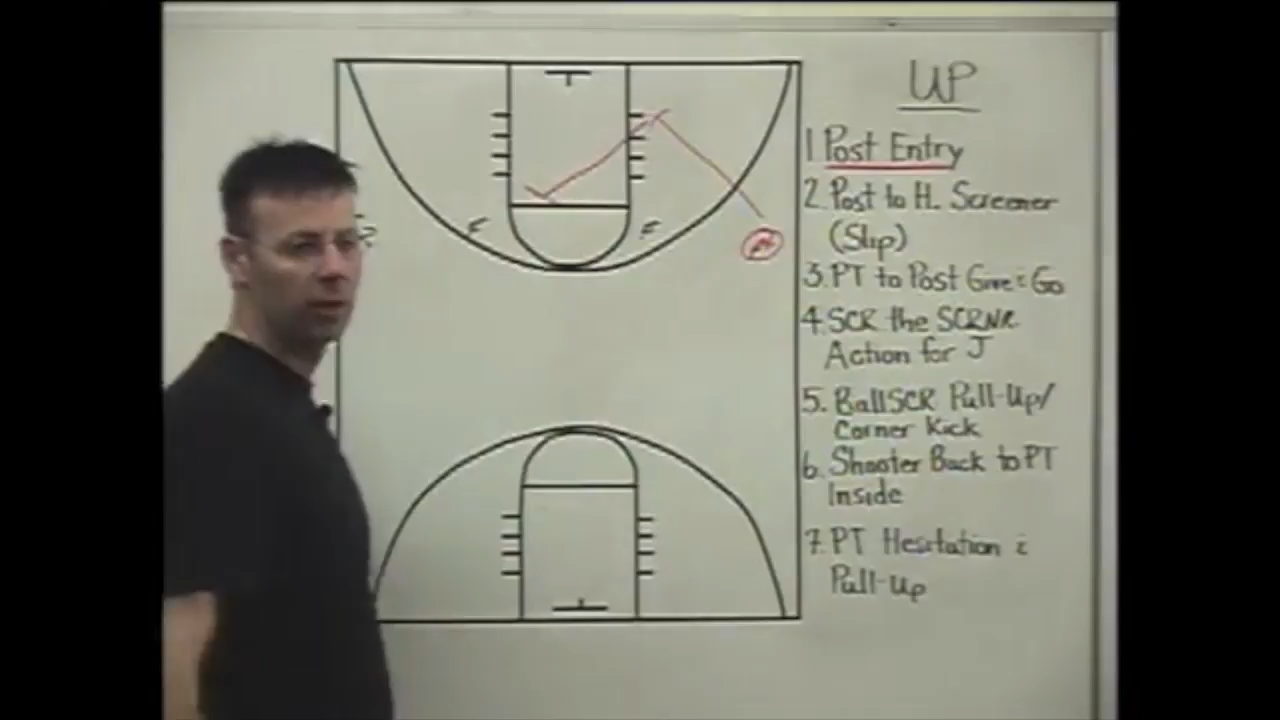 UP
1 Post Entry
2. Post to H. Screener
(Slip)
3. PT to Post Give & Go
4. SCR the SCRNR
Action for J
5. Ball SCR Pull-Up/
Corner Kick
6. Shooter Back to PT
Inside
7. PT Hesitation &
Pull-Up
F
F